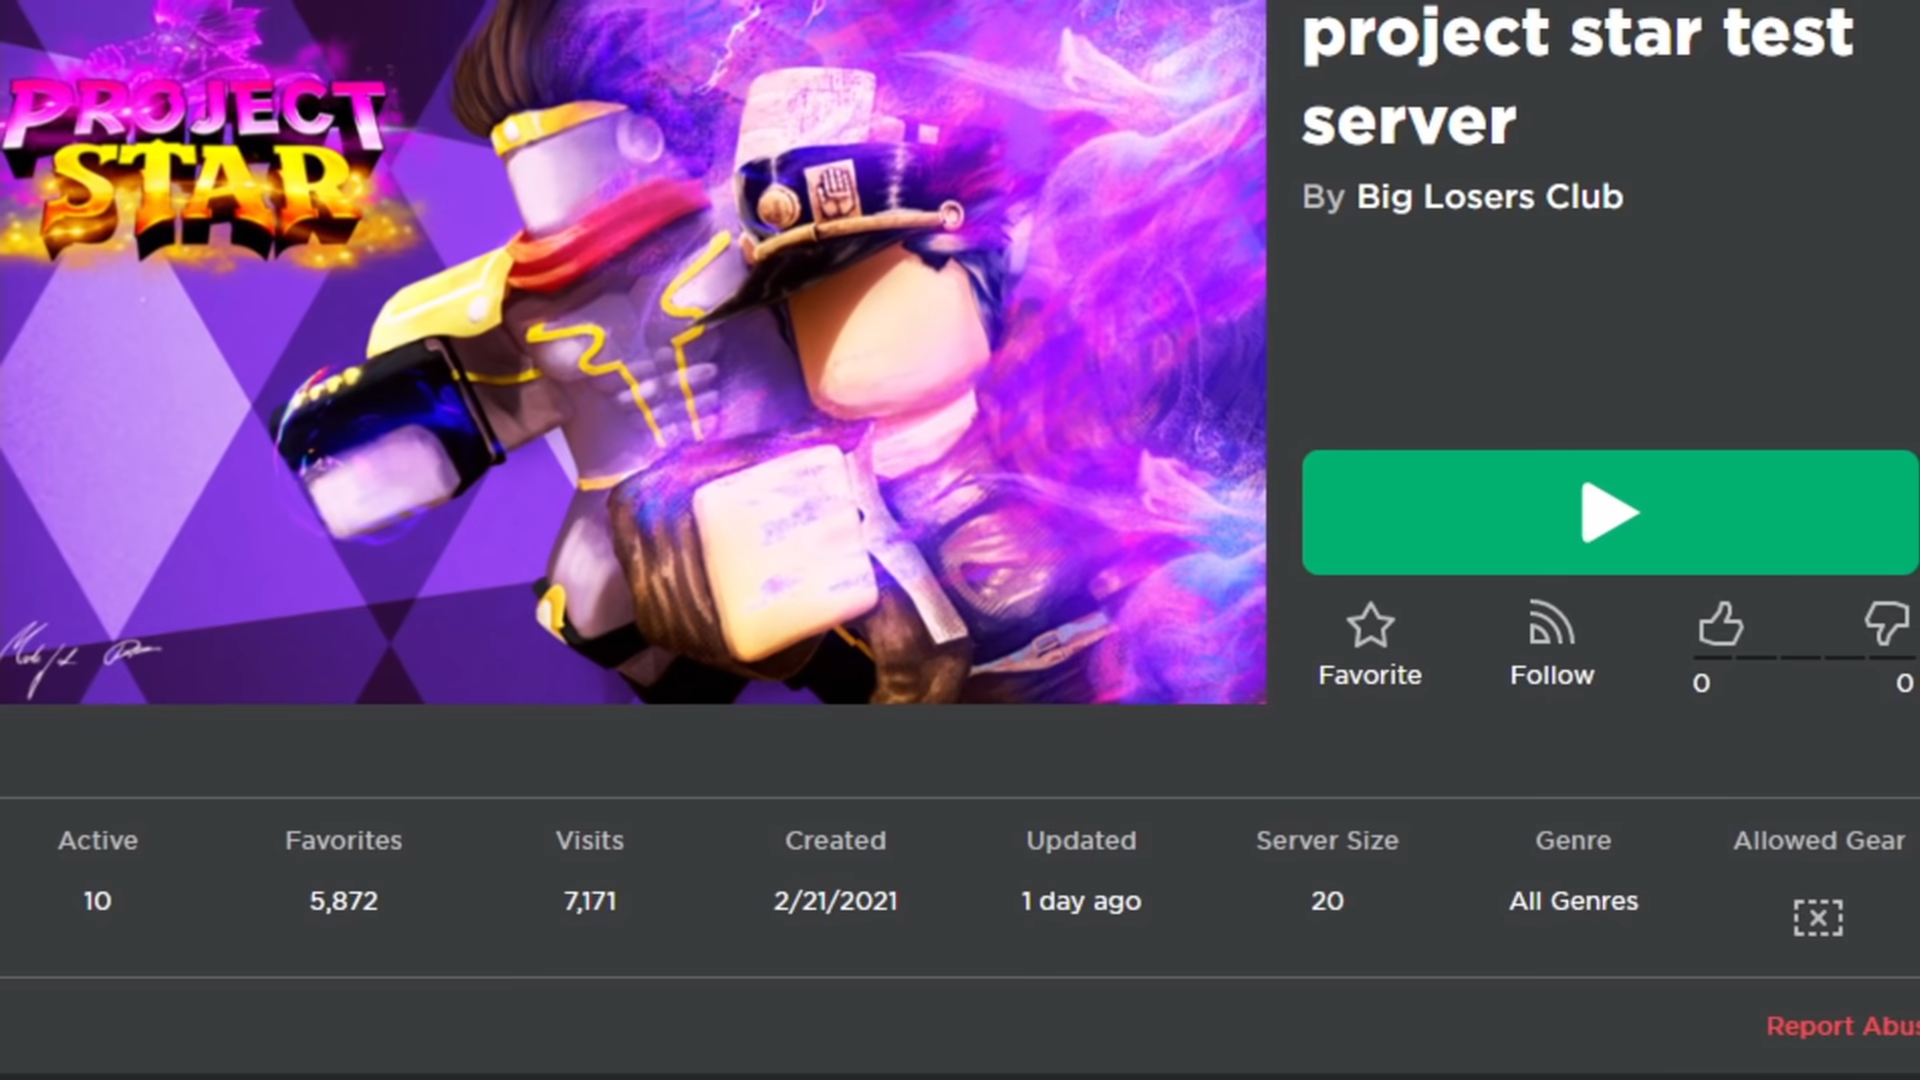 PROJECT
STAR
project star test
server
By Big Losers Club
Favorite
Follow
0
0
Active
Favorites
Visits
Created
Updated
Server Size
Genre
Allowed Gear
10
5,872
7,171
2/21/2021
1 day ago
20
All Genres
Report Abus